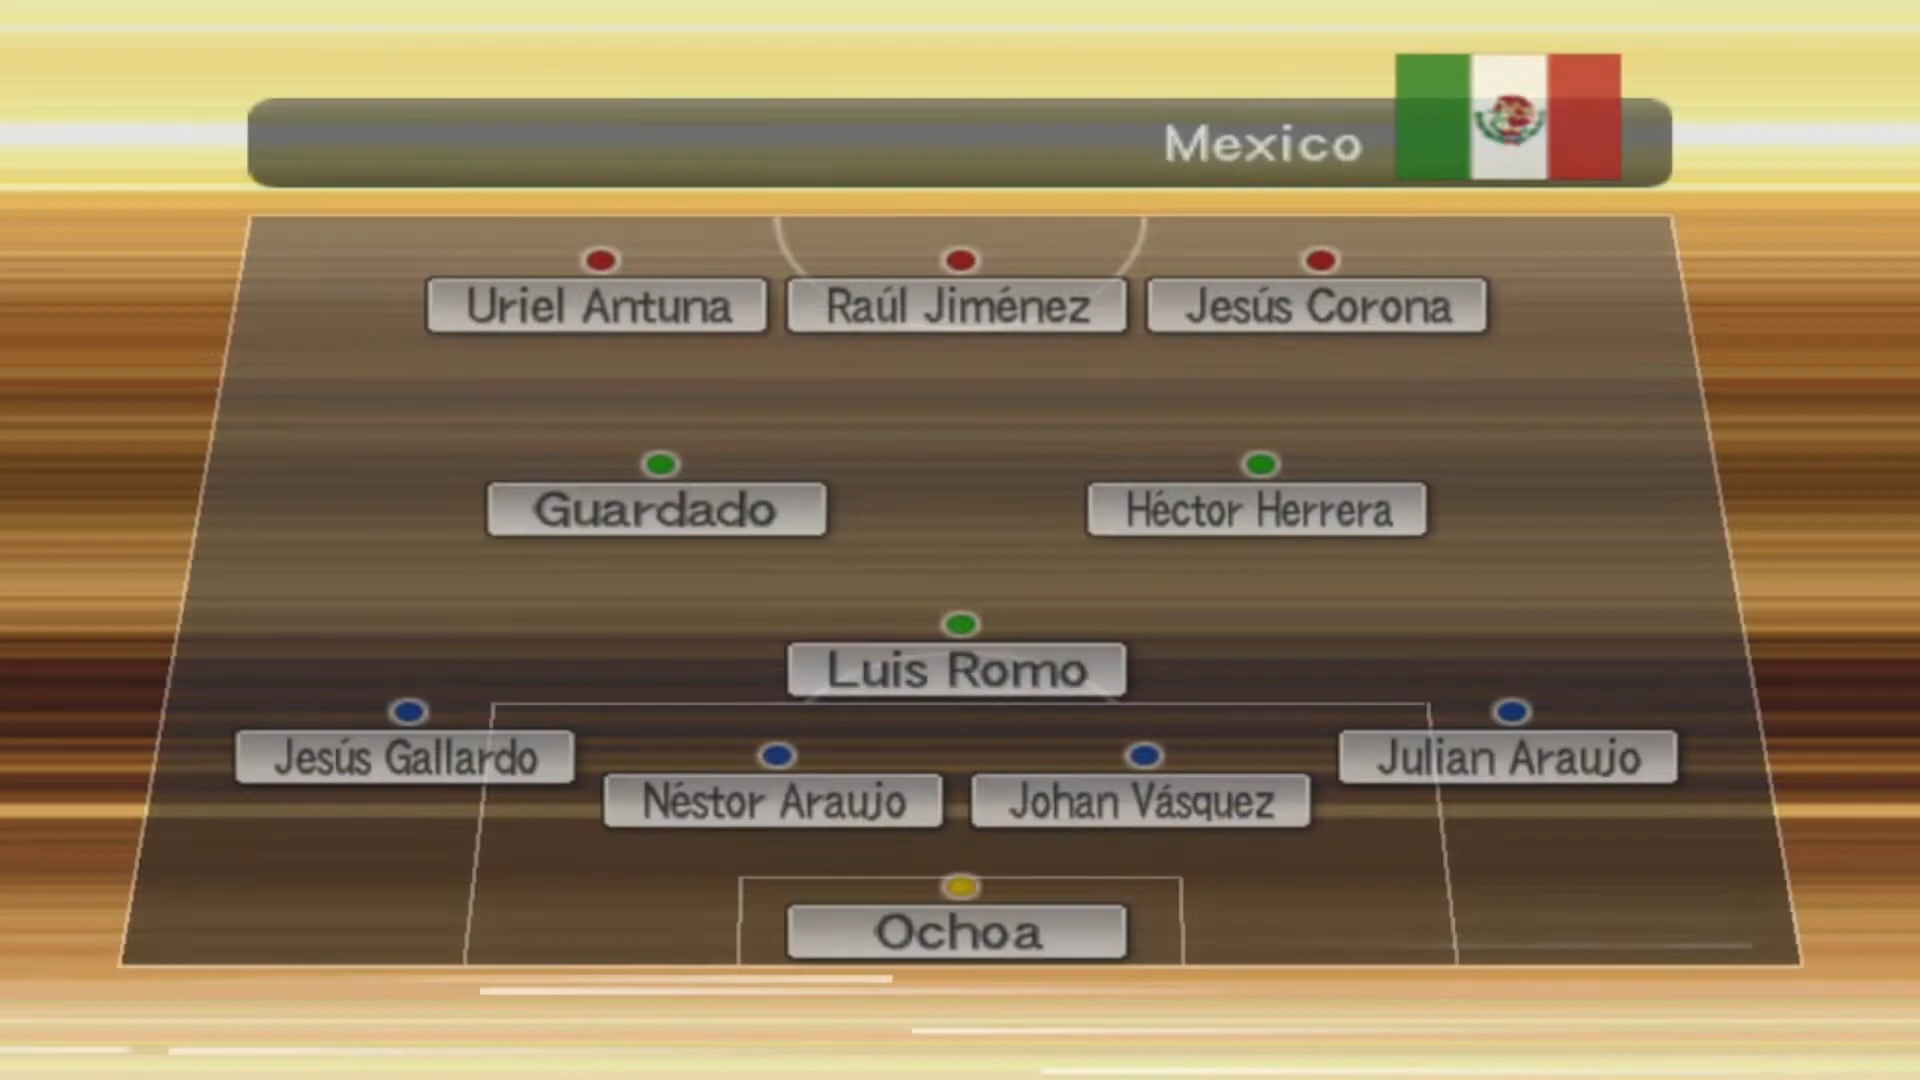 Mexico
Uriel Antuna
Raúl Jiménez
Jesús Corona
Guardado
Héctor Herrera
Luis Romo
Jesús Gallardo
Julian Araujo
Néstor Araujo
Johan Vásquez
Ochoa